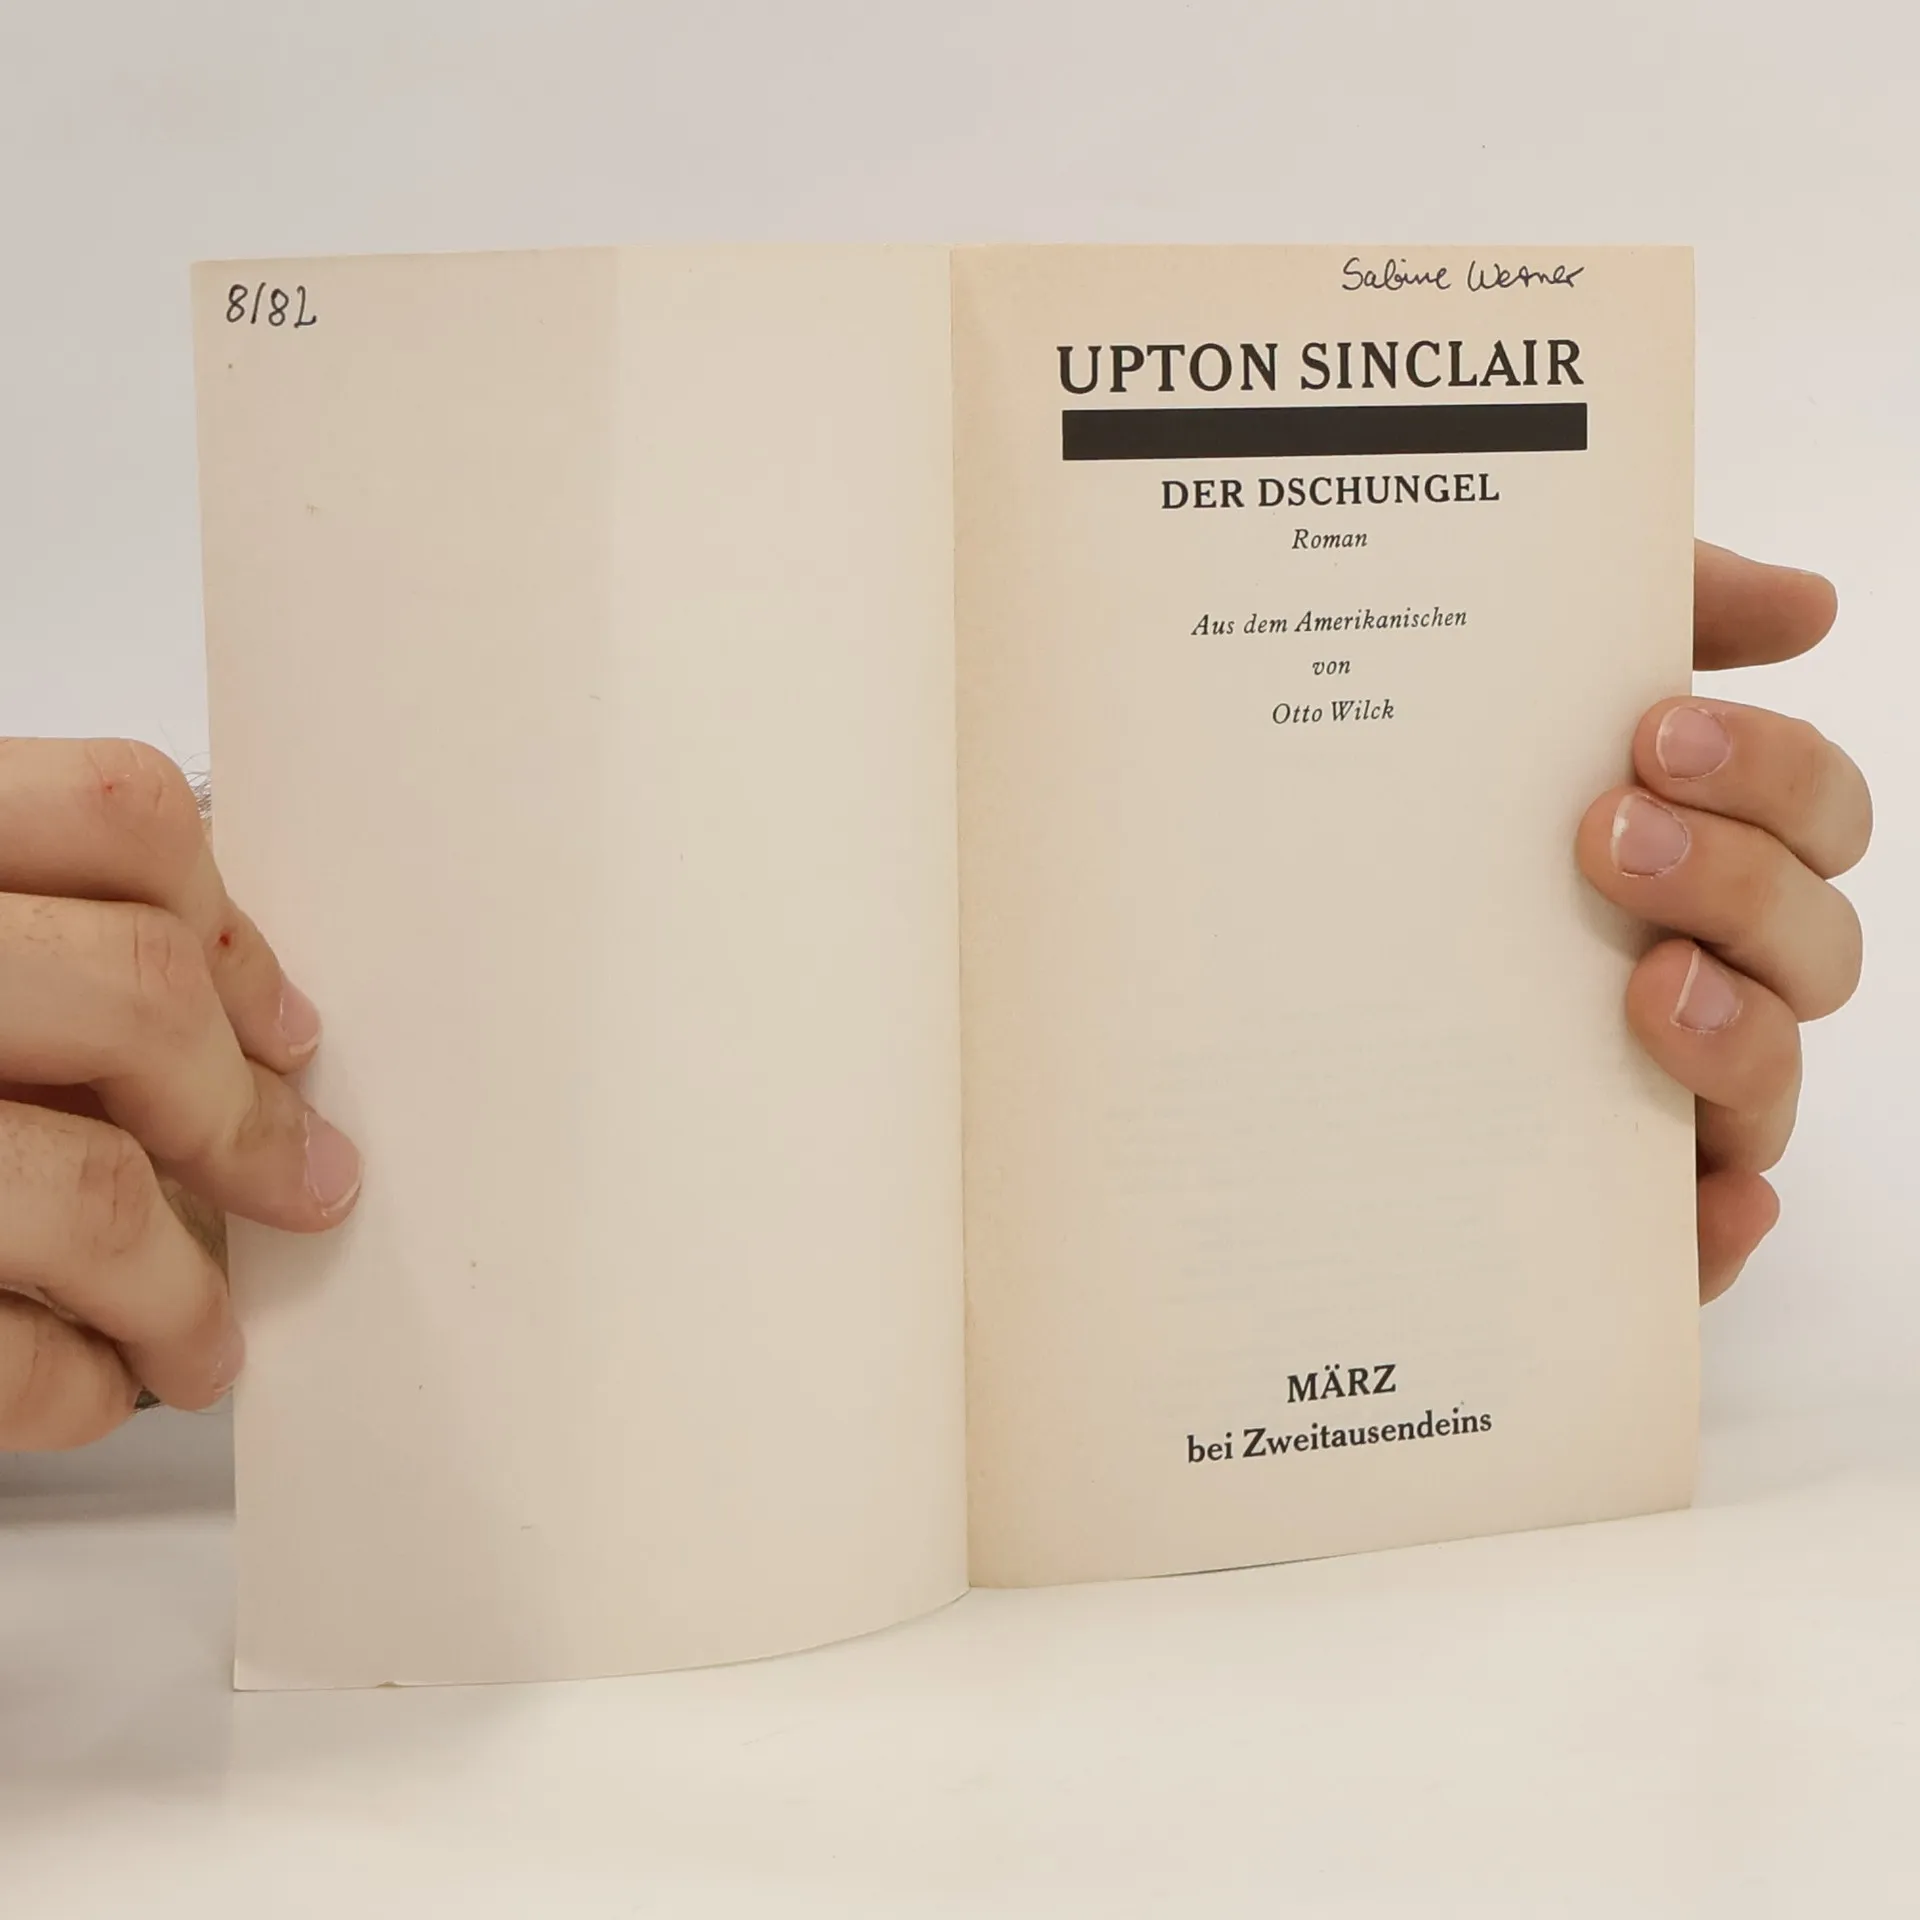 8/82
Sabine Werner
UPTON SINCLAIR
DER DSCHUNGEL
Roman
Aus dem Amerikanischen
von
Otto Wilck
MÄRZ
bei Zweitausendeins